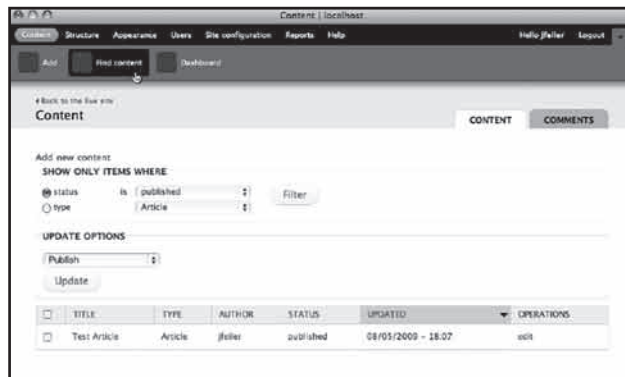 Content | localhost
Content Structure Appearance Users Site configuration Reports Help Hello jfeller Logout
Add Find content Dashboard
Back to the live site
Content
CONTENT COMMENTS
Add new content
SHOW ONLY ITEMS WHERE
status is published
type Article
Filter
UPDATE OPTIONS
Publish
Update
TITLE TYPE AUTHOR STATUS UPDATED OPERATIONS
Test Article Article jfeller published 08/05/2009 - 18:07 edit